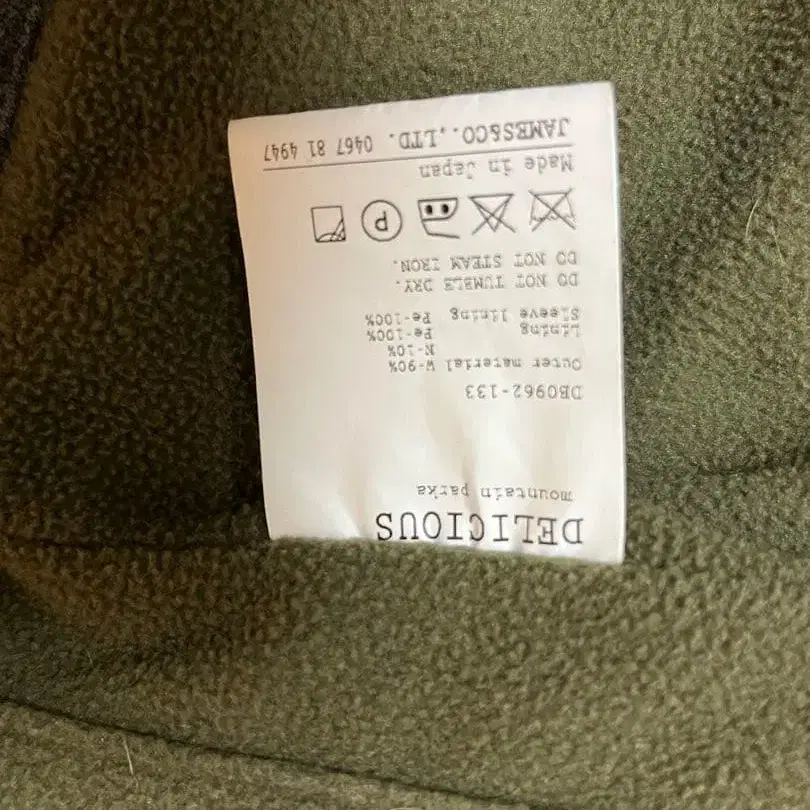 DELICIOUS
mountain parka
DB0962-133
Outer material W-90%
N-10%
Lining Pe-100%
Sleeve lining Pe-100%
DO NOT TUMBLE DRY.
DO NOT STEAM IRON.
P
Made in Japan
JAMES&CO.,LTD. 0467 81 4947